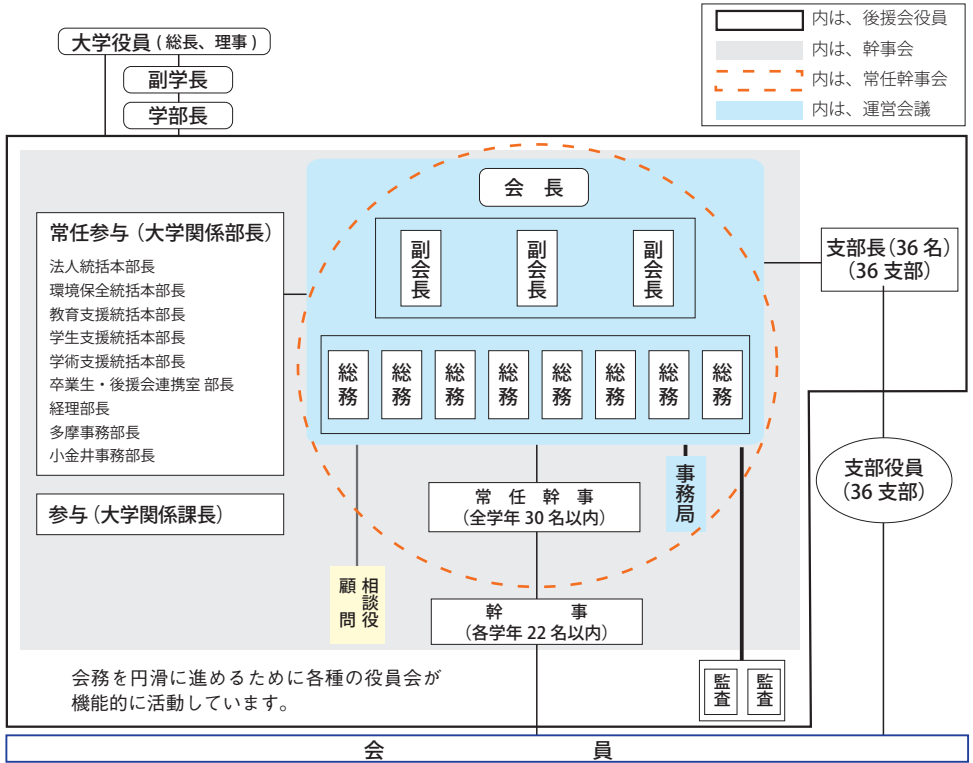 大学役員 ( 総長、理事 )
副学長
学部長
内は、後援会役員
内は、幹事会
内は、常任幹事会
内は、運営会議
会 長
副会長
副会長
副会長
総務
総務
総務
総務
総務
総務
総務
総務
常任参与（大学関係部長）
法人統括本部長
環境保全統括本部長
教育支援統括本部長
学生支援統括本部長
学術支援統括本部長
卒業生・後援会連携室 部長
経理部長
多摩事務部長
小金井事務部長
参与（大学関係課長）
支部長（36 名）
（36 支部）
支部役員
（36 支部）
事務局
常 任 幹 事
（全学年 30 名以内）
相談役
顧 問
幹 事
（各学年 22 名以内）
監査
監査
会務を円滑に進めるために各種の役員会が
機能的に活動しています。
会 員